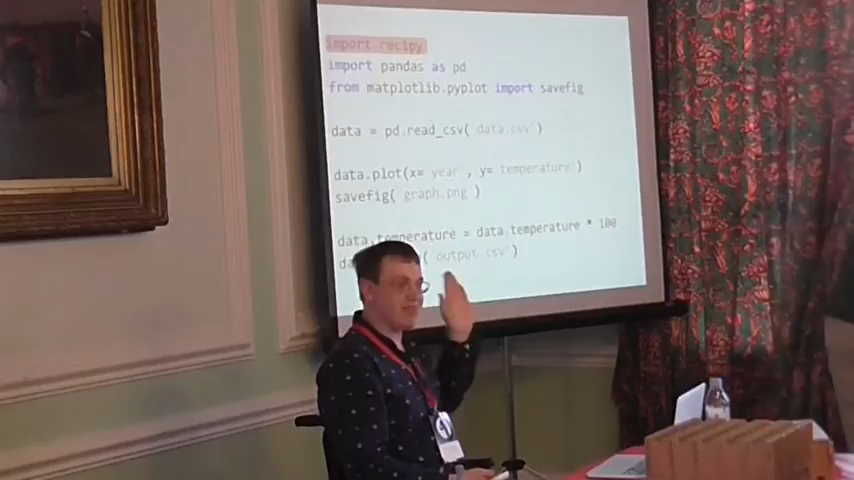 import recipy
import pandas as pd
from matplotlib.pyplot import savefig
data = pd.read_csv('data.csv')
data.plot(x='year', y='temperature')
savefig('graph.png')
data.temperature = data.temperature * 100
'output.csv')